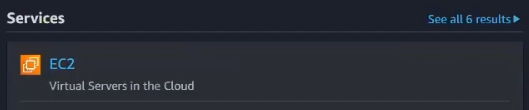 Services
See all 6 results ▶
EC2
Virtual Servers in the Cloud